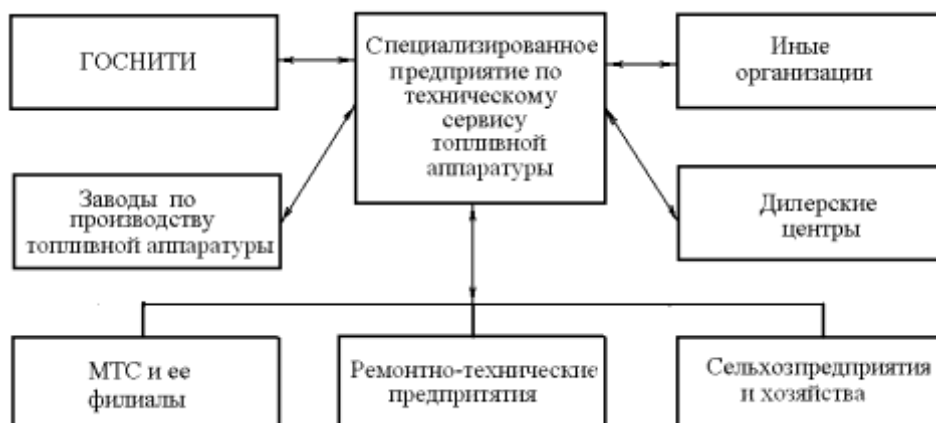 ГОСНИТИ
Специализированное
предприятие по
техническому
сервису
топливной
аппаратуры
Иные
организации
Заводы по
производству
топливной аппаратуры
Дилерские
центры
МТС и ее
филиалы
Ремонтно-технические
предпритятия
Сельхозпредприятия
и хозяйства